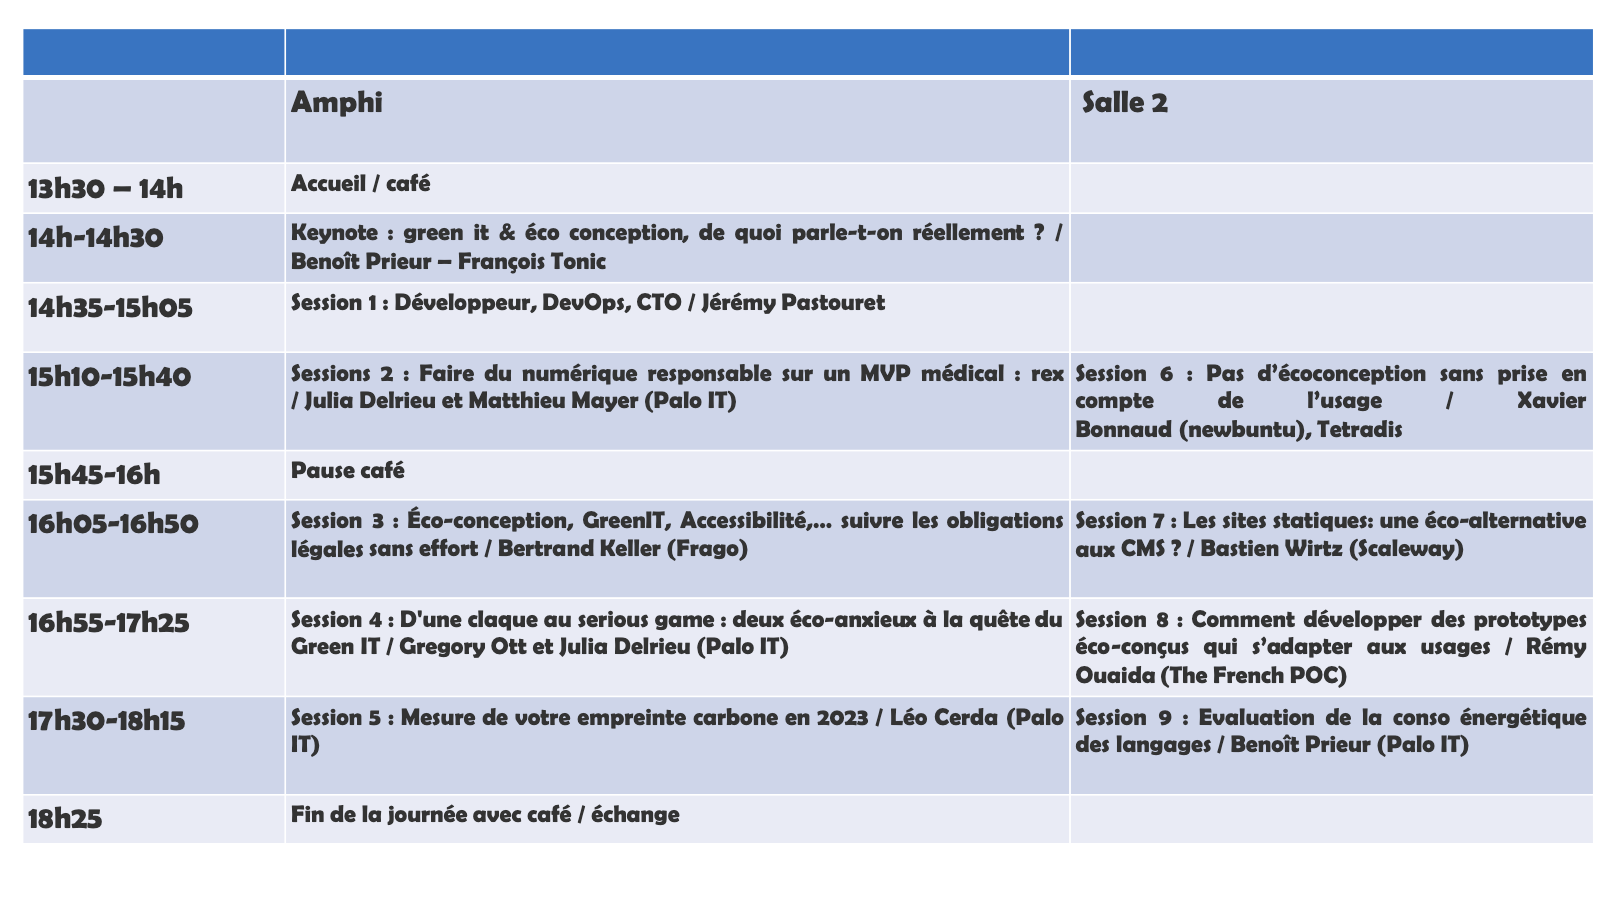 Amphi
Salle 2
13h30 – 14h
Accueil / café
14h-14h30
Keynote : green it & éco conception, de quoi parle-t-on réellement ? /
Benoît Prieur – François Tonic
14h35-15h05
Session 1 : Développeur, DevOps, CTO / Jérémy Pastouret
15h10-15h40
Sessions 2 : Faire du numérique responsable sur un MVP médical : rex
/ Julia Delrieu et Matthieu Mayer (Palo IT)
Session 6 : Pas d’écoconception sans prise en
compte de l’usage / Xavier
Bonnaud (newbuntu), Tetradis
15h45-16h
Pause café
16h05-16h50
Session 3 : Éco-conception, GreenIT, Accessibilité,... suivre les obligations
légales sans effort / Bertrand Keller (Frago)
Session 7 : Les sites statiques: une éco-alternative
aux CMS ? / Bastien Wirtz (Scaleway)
16h55-17h25
Session 4 : D'une claque au serious game : deux éco-anxieux à la quête du
Green IT / Gregory Ott et Julia Delrieu (Palo IT)
Session 8 : Comment développer des prototypes
éco-conçus qui s’adapter aux usages / Rémy
Ouaida (The French POC)
17h30-18h15
Session 5 : Mesure de votre empreinte carbone en 2023 / Léo Cerda (Palo
IT)
Session 9 : Evaluation de la conso énergétique
des langages / Benoît Prieur (Palo IT)
18h25
Fin de la journée avec café / échange